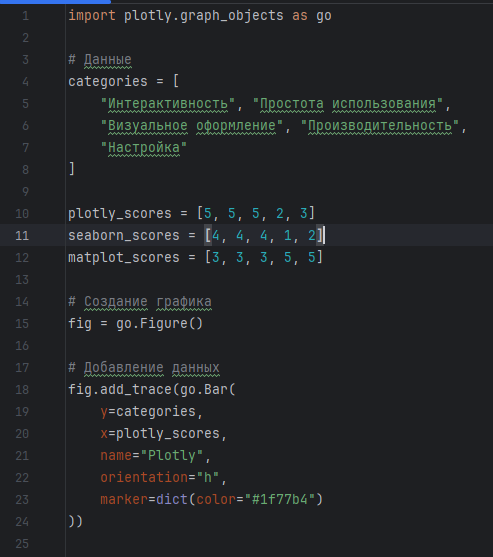 1 import plotly.graph_objects as go
2
3 # Данные
4 categories = [
5     "Интерактивность", "Простота использования",
6     "Визуальное оформление", "Производительность",
7     "Настройка"
8 ]
9
10 plotly_scores = [5, 5, 5, 2, 3]
11 seaborn_scores = [4, 4, 4, 1, 2]
12 matplot_scores = [3, 3, 3, 5, 5]
13
14 # Создание графика
15 fig = go.Figure()
16
17 # Добавление данных
18 fig.add_trace(go.Bar(
19     y=categories,
20     x=plotly_scores,
21     name="Plotly",
22     orientation="h",
23     marker=dict(color="#1f77b4")
24 ))
25